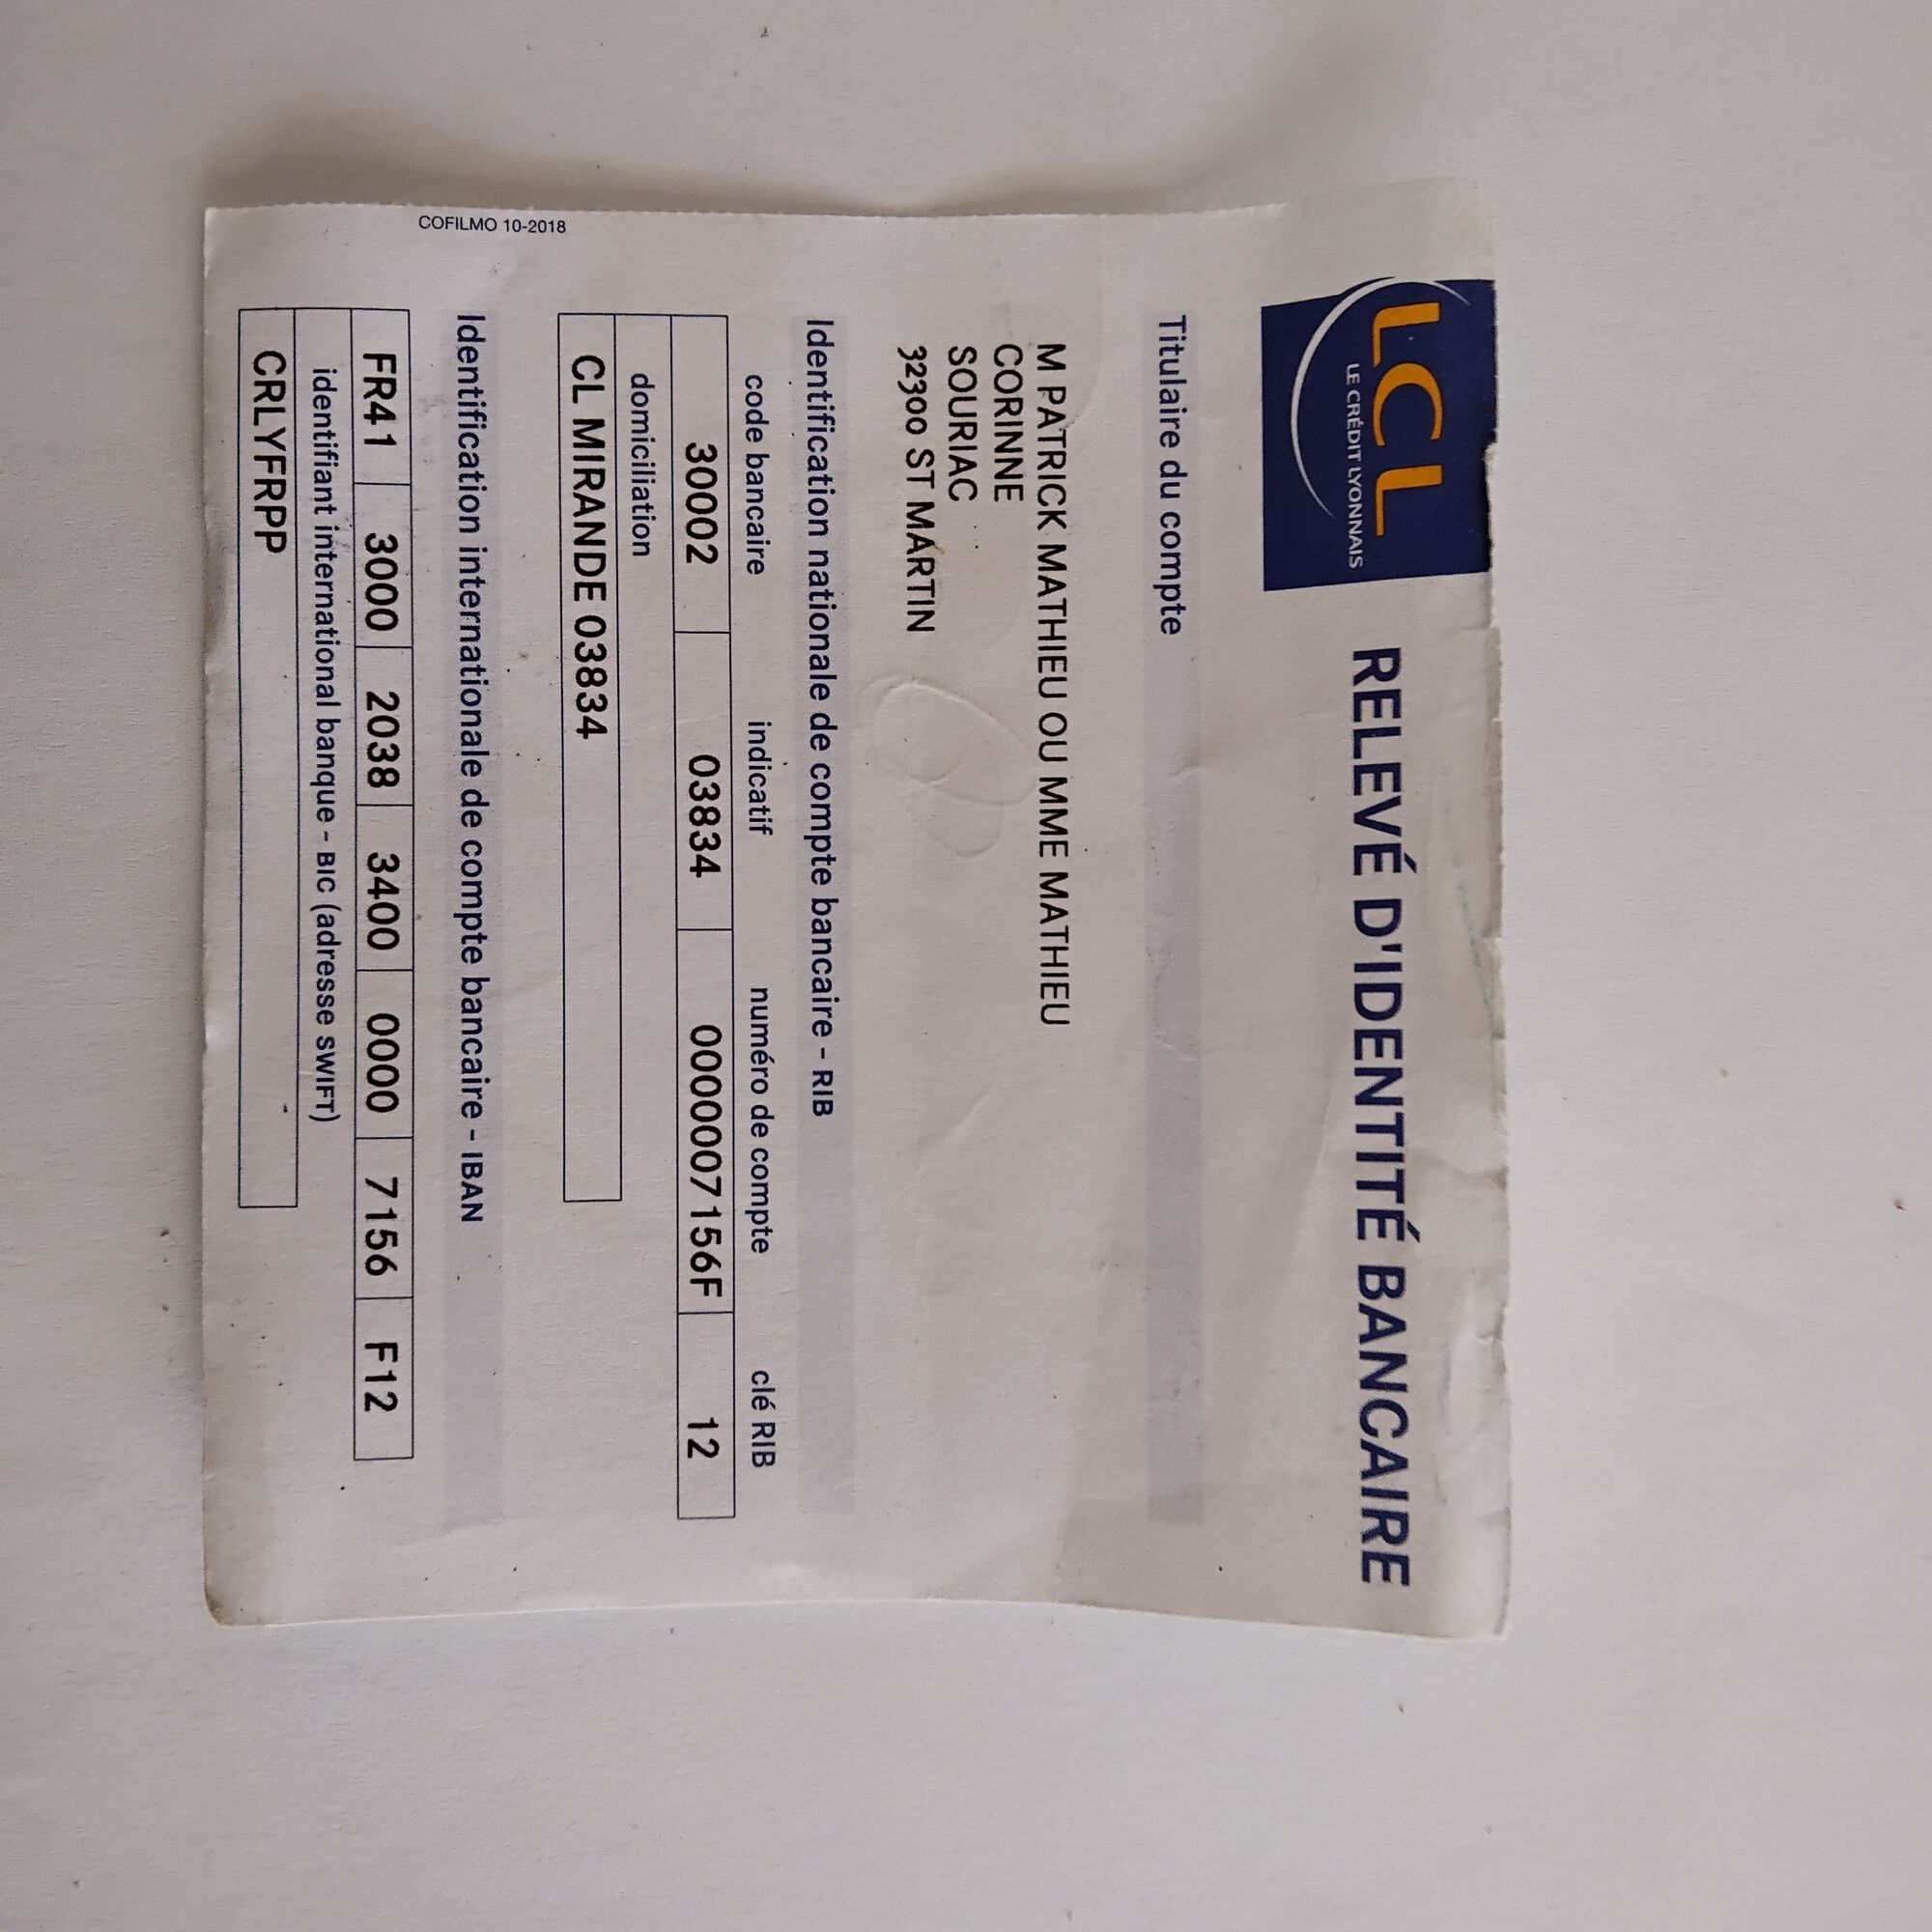 LCL
LE CRÉDIT LYONNAIS
RELEVÉ D'IDENTITÉ BANCAIRE
Titulaire du compte
M PATRICK MATHIEU OU MME MATHIEU
CORINNE
SOURIAC
32300 ST MARTIN
Identification nationale de compte bancaire - RIB
code bancaire indicatif numéro de compte clé RIB
30002 03834 0000007156F 12
domiciliation
CL MIRANDE 03834
Identification internationale de compte bancaire - IBAN
FR41 3000 2038 3400 0000 7156 F12
identifiant international banque - BIC (adresse SWIFT)
CRLYFRPP
COFILMO 10-2018